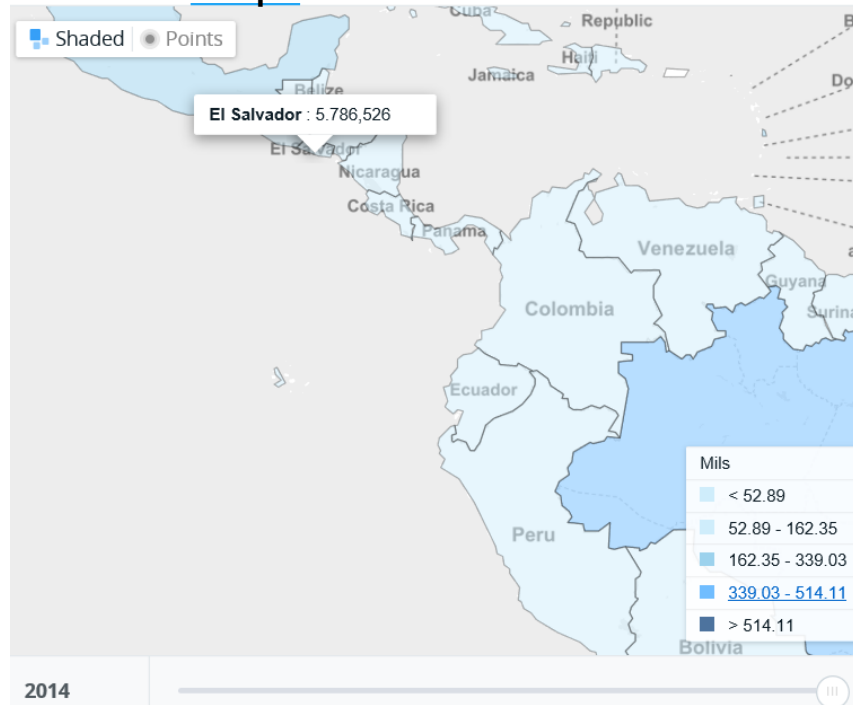 Shaded
Points
Cuba
Republic
Haiti
Jamaica
Do
Belize
El Salvador : 5.786,526
El Salvador
Nicaragua
Costa Rica
Panama
Venezuela
Guyana
Surina
Colombia
Ecuador
Peru
Bolivia
Mils
< 52.89
52.89 - 162.35
162.35 - 339.03
339.03 - 514.11
> 514.11
2014